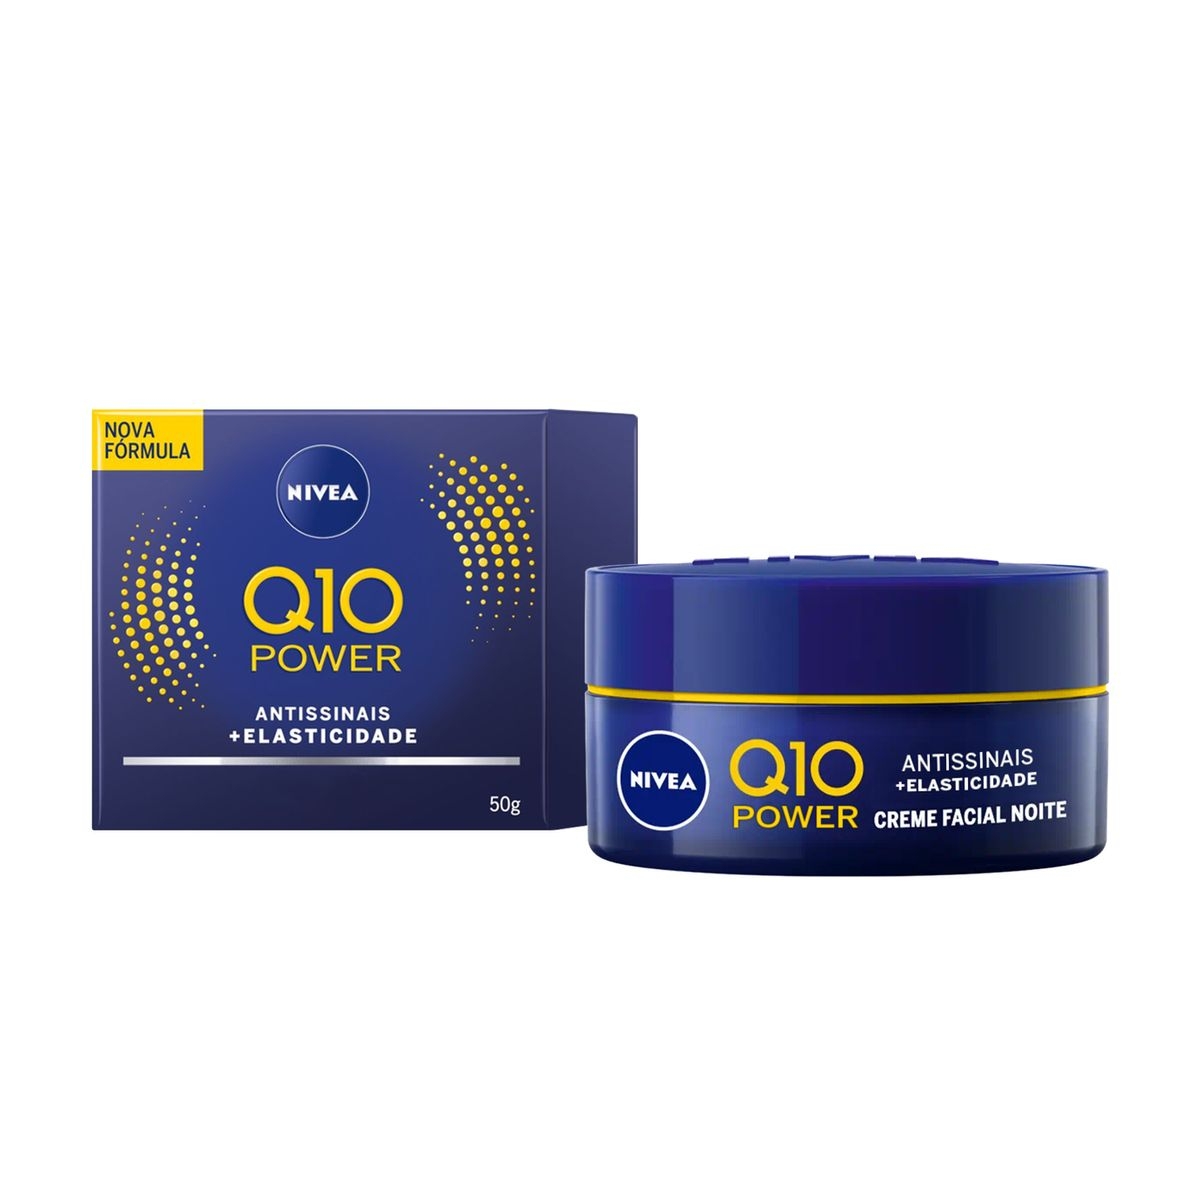 NOVA
FÓRMULA
NIVEA
Q10
POWER
ANTISSINAIS
+ELASTICIDADE
50g
NIVEA
Q10
POWER
ANTISSINAIS
+ELASTICIDADE
CREME FACIAL NOITE